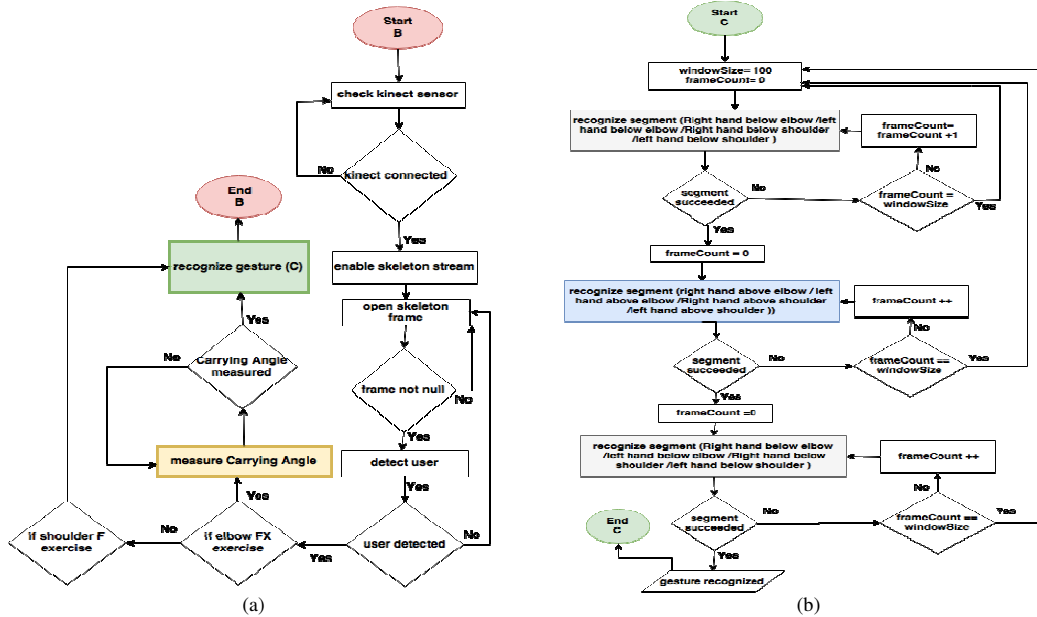 Start
B
check kinect sensor
kinect connected
No
Yes
enable skeleton stream
open skeleton
frame
frame not null
No
Yes
detect user
Yes
user detected
No
Yes
if elbow FX
exercise
No
if shoulder F
exercise
Yes
measure Carrying Angle
Carrying Angle
measured
No
Yes
recognize gesture (C)
End
B
(a)
Start
C
windowSize= 100
frameCount= 0
recognize segment (Right hand below elbow /left
hand below elbow /Right hand below shoulder
/left hand below shoulder )
frameCount=
frameCount +1
segment
succeeded
No
No
frameCount =
windowSize
Yes
Yes
frameCount = 0
recognize segment (right hand above elbow / left
hand above elbow /Right hand above shoulder
/left hand above shoulder ))
frameCount ++
segment
succeeded
No
No
frameCount ==
windowSize
Yes
Yes
frameCount =0
recognize segment (Right hand below elbow
/left hand below elbow /Right hand below
shoulder /left hand below shoulder )
frameCount ++
segment
succeeded
No
No
frameCount ==
windowSize
Yes
Yes
gesture recognized
End
C
(b)